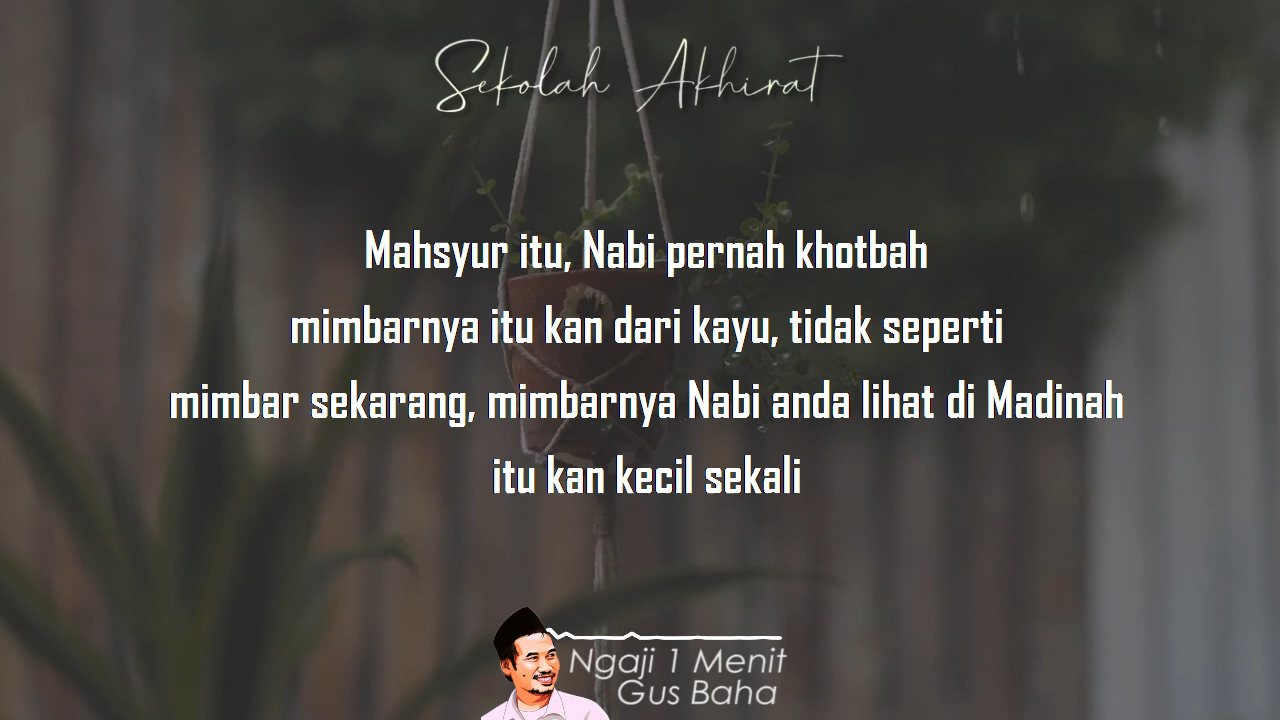 Sekolah Akhirat
Mahsyur itu, Nabi pernah khotbah
mimbarnya itu kan dari kayu, tidak seperti
mimbar sekarang, mimbarnya Nabi anda lihat di Madinah
itu kan kecil sekali
Ngaji 1 Menit
Gus Baha